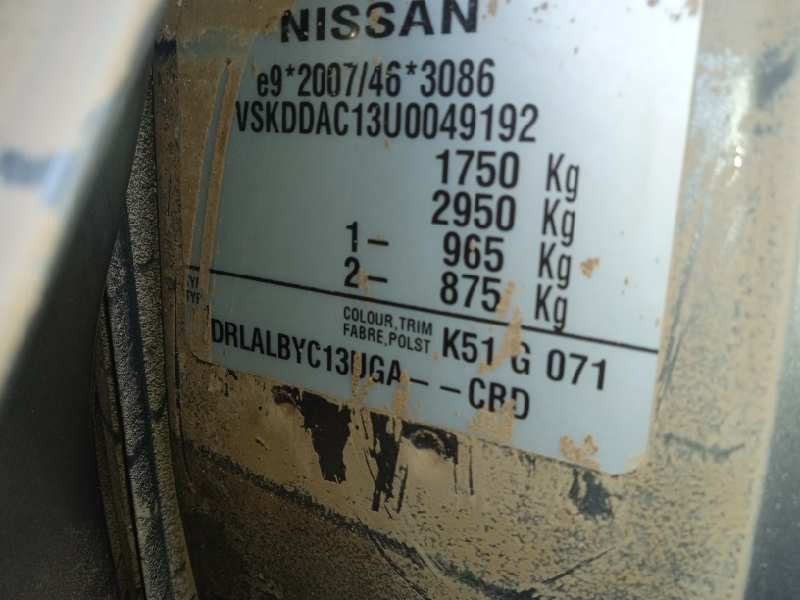 NISSAN
e9*2007/46*3086
VSKDDAC13U0049192
1750 Kg
2950 Kg
1- 965 Kg
2- 875 Kg
COLOUR,TRIM
FABRE,POLST K51 G 071
DRLALBYC13UGA--CBD